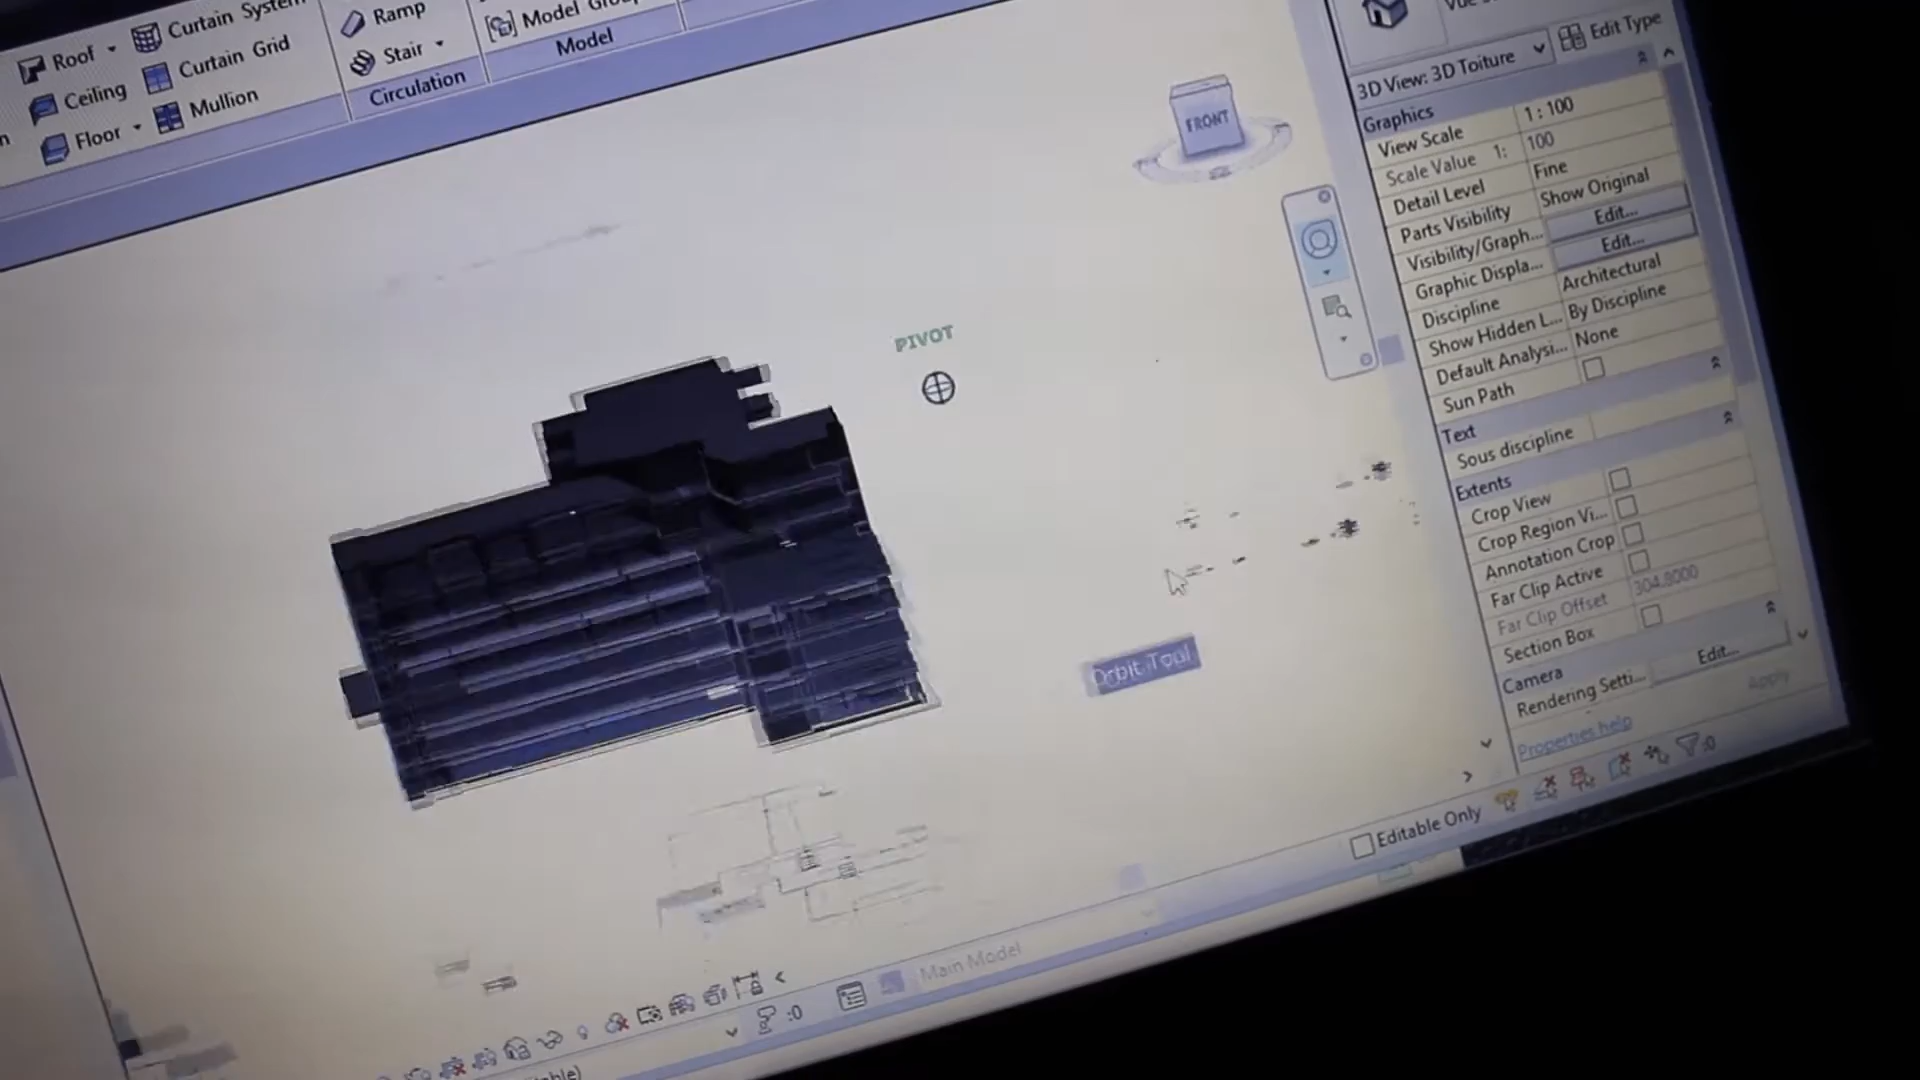 Roof
Curtain System
Ramp
Model
Ceiling
Curtain Grid
Stair
Model
Floor
Mullion
Circulation
FRONT
PIVOT
Orbit Tool
Edit Type
3D View: 3D Toiture
Graphics
View Scale 1 : 100
Scale Value 1: 100
Detail Level Fine
Parts Visibility Show Original
Visibility/Graph... Edit...
Graphic Displa... Edit...
Discipline Architectural
Show Hidden L... By Discipline
Default Analysi... None
Sun Path
Text
Sous discipline
Extents
Crop View
Crop Region Vi...
Annotation Crop
Far Clip Active
Far Clip Offset 304.8000
Section Box
Camera
Rendering Setti... Edit...
Properties help
Apply
:0
Editable Only
Main Model
:0